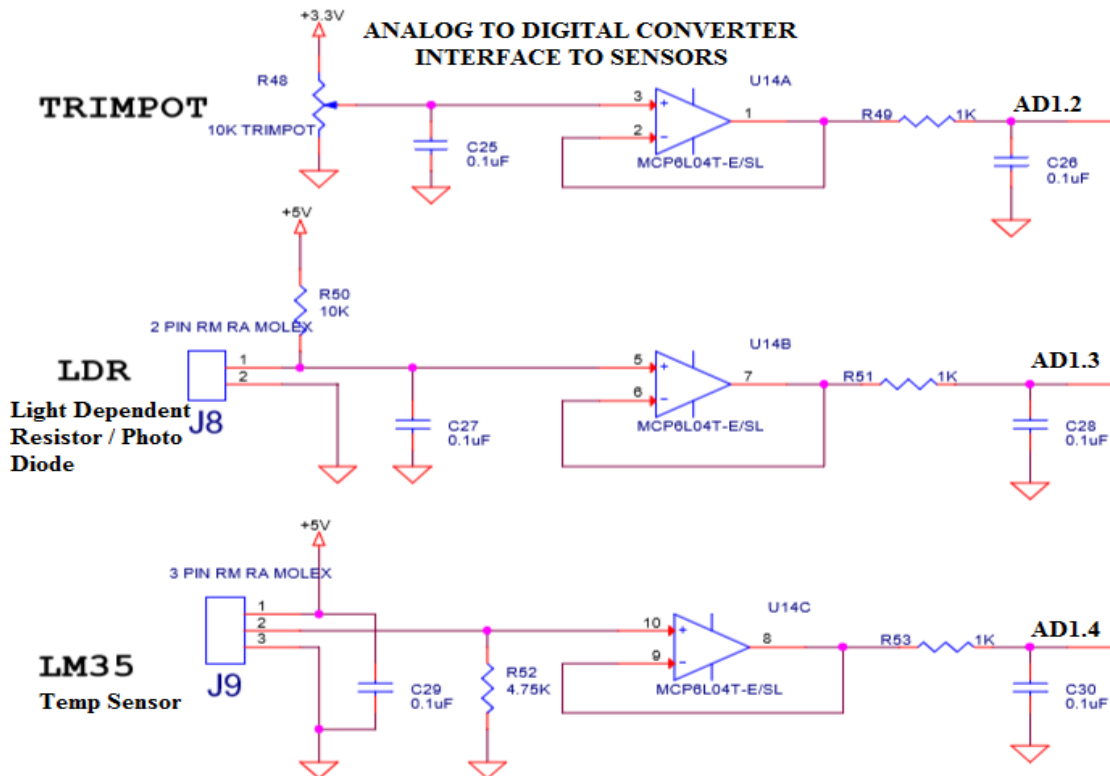 ANALOG TO DIGITAL CONVERTER
INTERFACE TO SENSORS
+3.3V
R48
TRIMPOT
10K TRIMPOT
C25
0.1uF
3
2
+
-
1
U14A
MCP6L04T-E/SL
R49
1K
AD1.2
C26
0.1uF
+5V
R50
10K
2 PIN RM RA MOLEX
1
2
LDR
J8
Light Dependent
Resistor / Photo
Diode
C27
0.1uF
5
6
+
-
7
U14B
MCP6L04T-E/SL
R51
1K
AD1.3
C28
0.1uF
+5V
3 PIN RM RA MOLEX
1
2
3
LM35
J9
Temp Sensor
C29
0.1uF
R52
4.75K
10
9
+
-
8
U14C
MCP6L04T-E/SL
R53
1K
AD1.4
C30
0.1uF